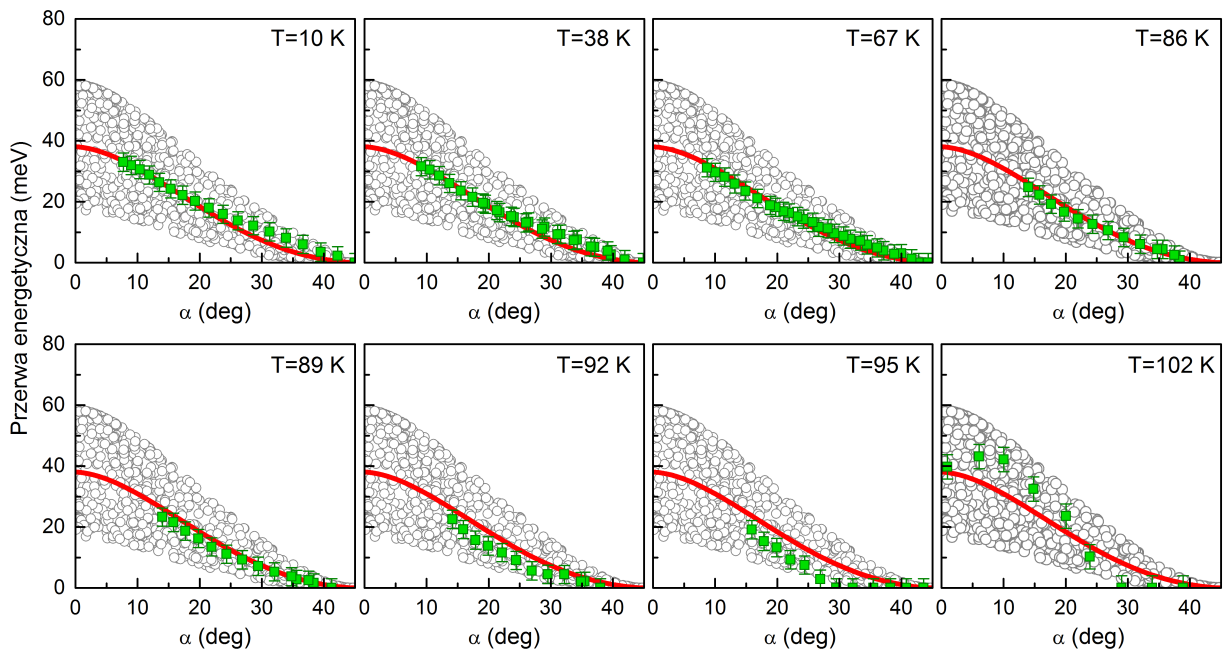 Przerwa energetyczna (meV)
T=10 K
T=38 K
T=67 K
T=86 K
80
60
40
20
0
0 10 20 30 40
0 10 20 30 40
0 10 20 30 40
0 10 20 30 40
α (deg)
α (deg)
α (deg)
α (deg)
T=89 K
T=92 K
T=95 K
T=102 K
80
60
40
20
0
0 10 20 30 40
0 10 20 30 40
0 10 20 30 40
0 10 20 30 40
α (deg)
α (deg)
α (deg)
α (deg)